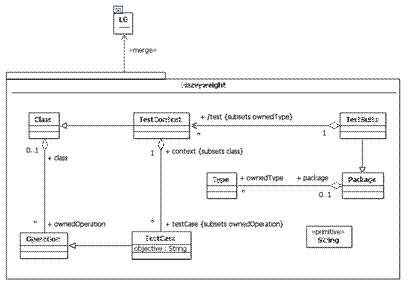 LG
«merge»
Class
TestContext
+ /test {subsets ownedType}
*
1
TestSuite
0..1
+ class
1
+ context {subsets class}
Type
+ ownedType
+ package
*
0..1
Package
*
+ ownedOperation
*
+ testCase {subsets ownedOperation}
Operation
TestCase
objective : String
«primitive»
String